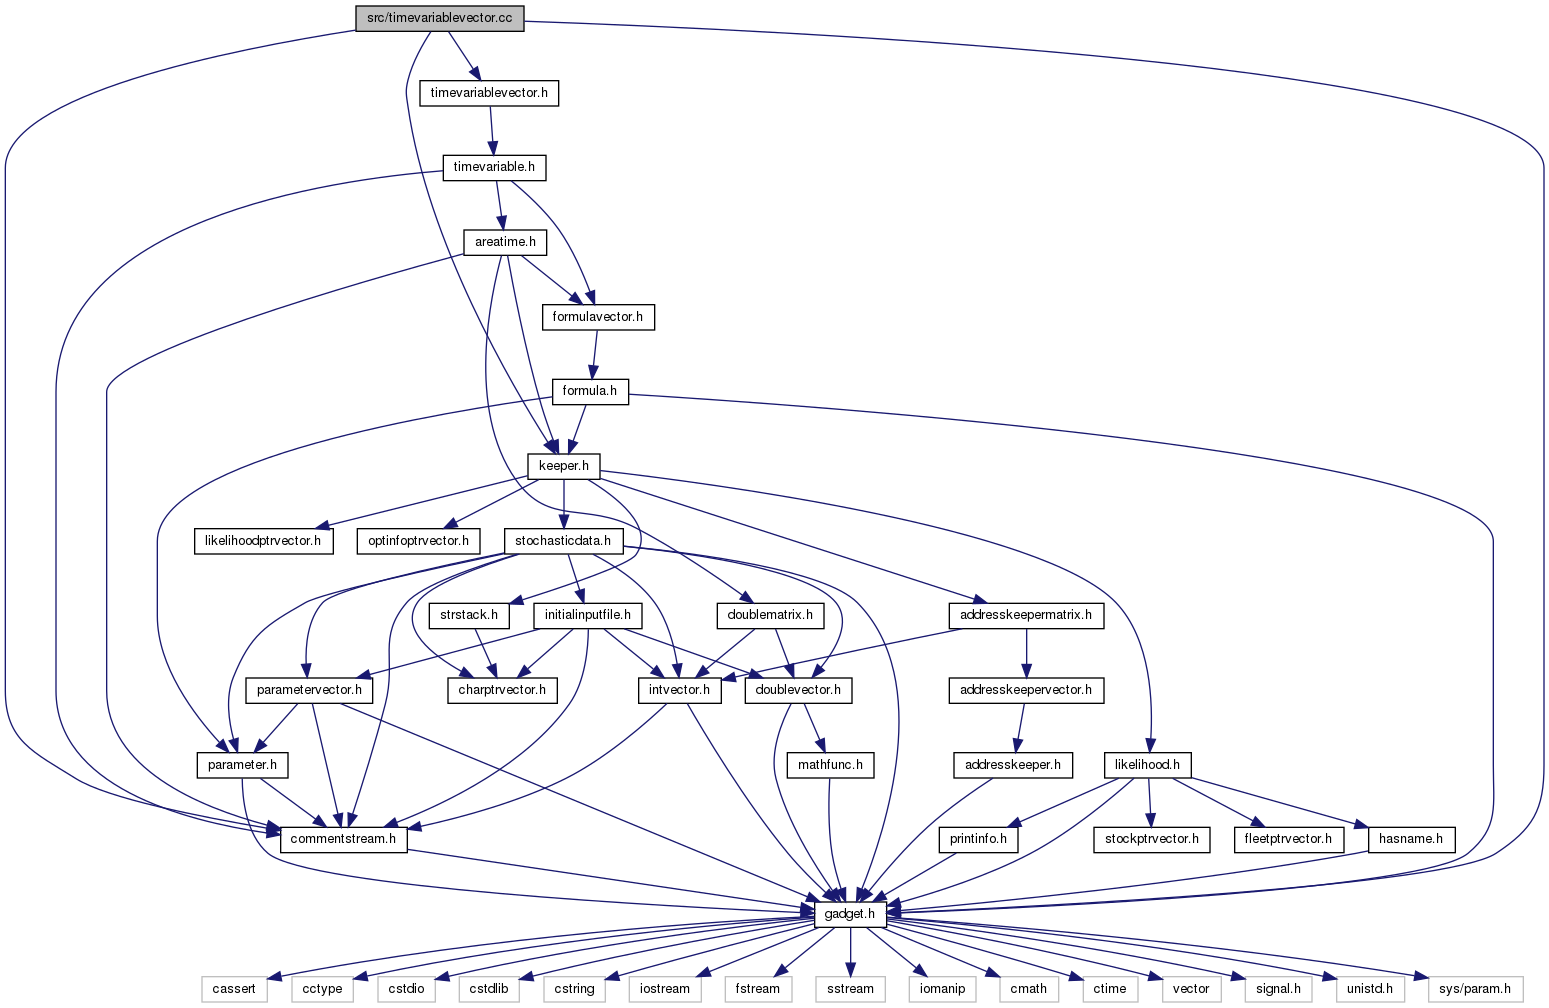 src/timevariablevector.cc
timevariablevector.h
timevariable.h
areatime.h
formulavector.h
formula.h
keeper.h
likelihoodptrvector.h
optinfoptrvector.h
stochasticdata.h
strstack.h
initialinputfile.h
doublematrix.h
addresskeepermatrix.h
parametervector.h
charptrvector.h
intvector.h
doublevector.h
addresskeepervector.h
parameter.h
mathfunc.h
addresskeeper.h
likelihood.h
commentstream.h
printinfo.h
stockptrvector.h
fleetptrvector.h
hasname.h
gadget.h
cassert
cctype
cstdio
cstdlib
cstring
iostream
fstream
sstream
iomanip
cmath
ctime
vector
signal.h
unistd.h
sys/param.h